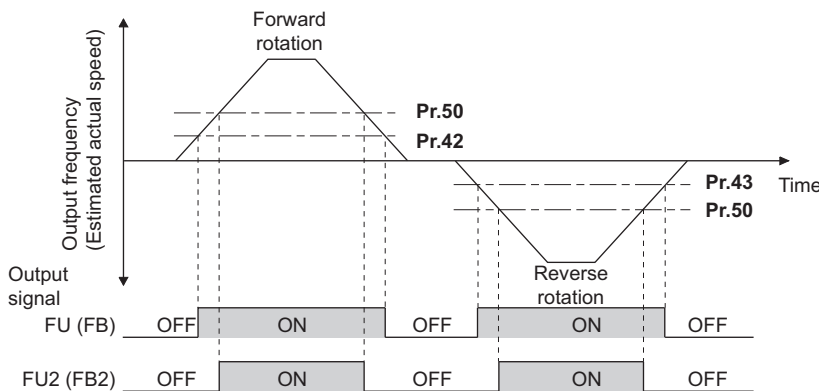 Forward
rotation
Output frequency
(Estimated actual speed)
Pr.50
Pr.42
Time
Pr.43
Pr.50
Reverse
rotation
Output
signal
FU (FB) OFF ON OFF ON OFF
FU2 (FB2) OFF ON OFF ON OFF